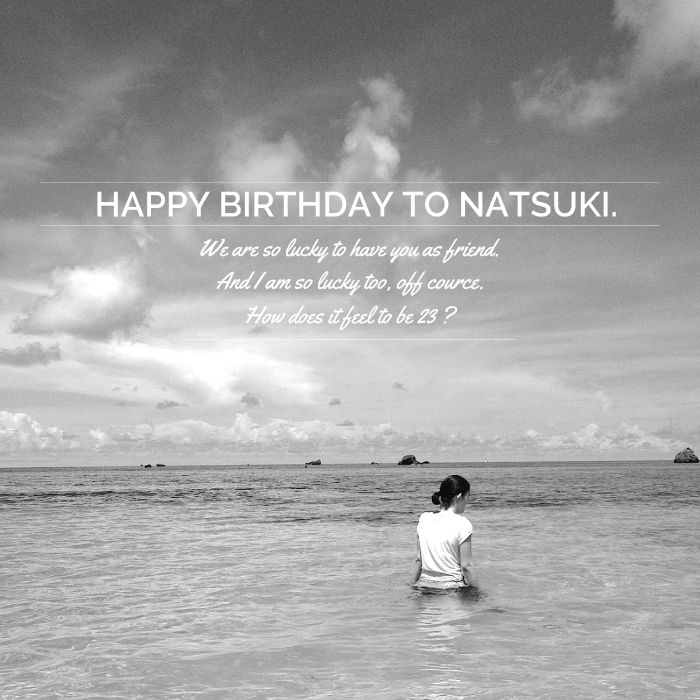 HAPPY BIRTHDAY TO NATSUKI.
We are so lucky to have you as friend.
And I am so lucky too, off cource.
How does it feel to be 23 ?